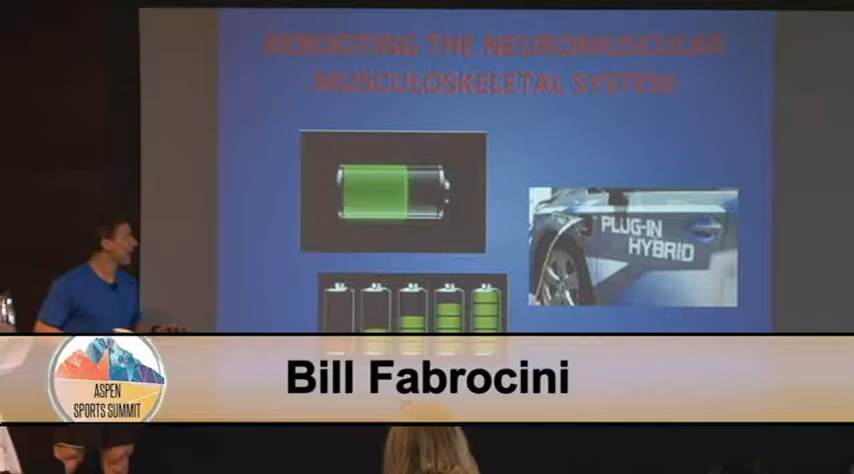 REBOOTING THE NEUROMUSCULAR
MUSCULOSKELETAL SYSTEM
PLUG-IN
HYBRID
Bill Fabrocini
ASPEN
SPORTS SUMMIT